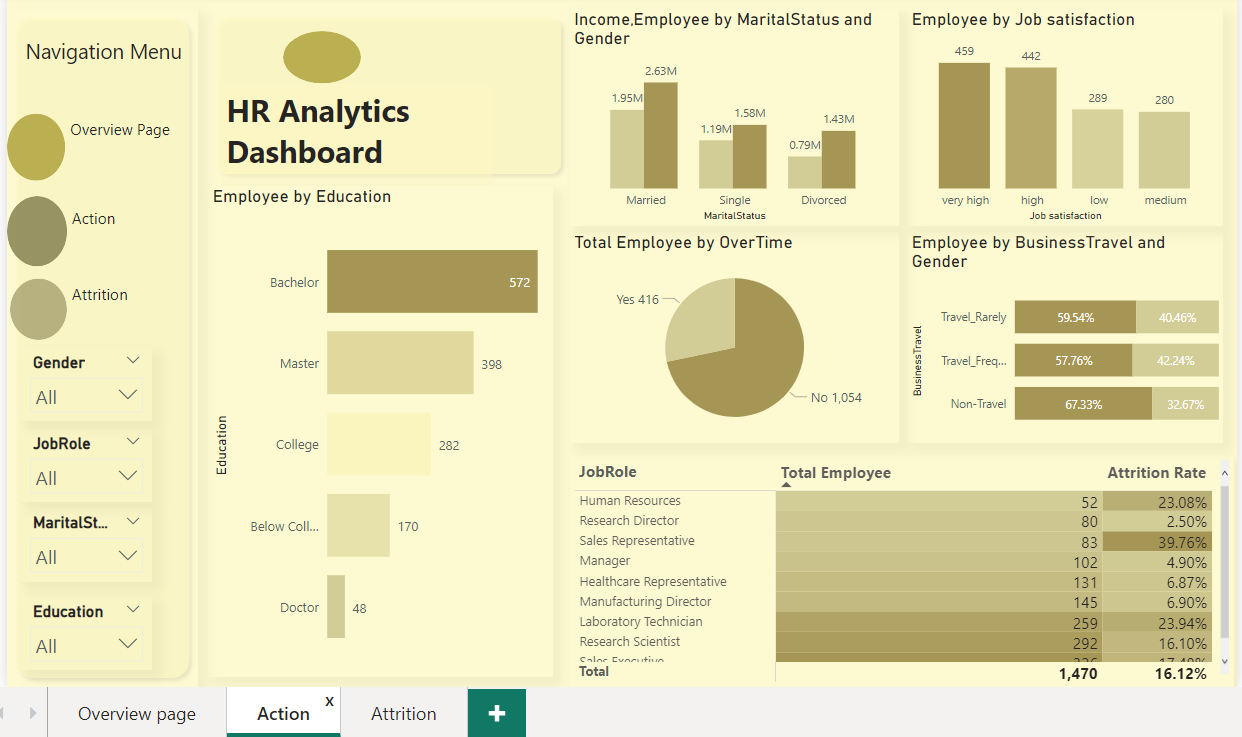 Navigation Menu
Overview Page
Action
Attrition
Gender
All
JobRole
All
MaritalSt...
All
Education
All
HR Analytics
Dashboard
Employee by Education
Education
Bachelor 572
Master 398
College 282
Below Coll... 170
Doctor 48
Income,Employee by MaritalStatus and
Gender
1.95M 2.63M
1.19M 1.58M
0.79M 1.43M
Married Single Divorced
MaritalStatus
Employee by Job satisfaction
459 442 289 280
very high high low medium
Job satisfaction
Total Employee by OverTime
Yes 416
No 1,054
Employee by BusinessTravel and
Gender
BusinessTravel
Travel_Rarely 59.54% 40.46%
Travel_Freq... 57.76% 42.24%
Non-Travel 67.33% 32.67%
JobRole Total Employee Attrition Rate
Human Resources 52 23.08%
Research Director 80 2.50%
Sales Representative 83 39.76%
Manager 102 4.90%
Healthcare Representative 131 6.87%
Manufacturing Director 145 6.90%
Laboratory Technician 259 23.94%
Research Scientist 292 16.10%
Sales Executive 326 17.48%
Total 1,470 16.12%
Overview page Action x Attrition +